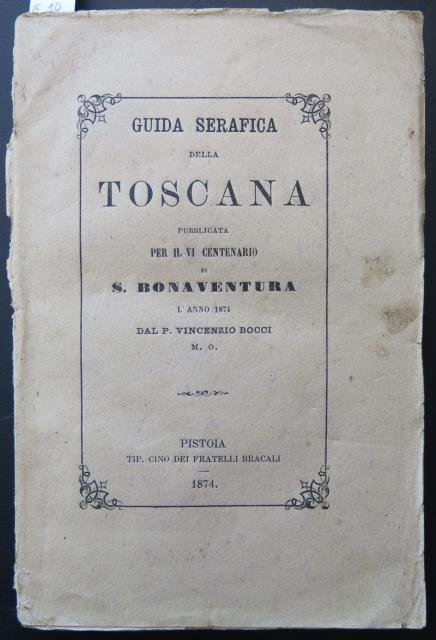 € 10
GUIDA SERAFICA
DELLA
TOSCANA
PUBBLICATA
PER IL VI CENTENARIO
DI
S. BONAVENTURA
L'ANNO 1874
DAL P. VINCENZIO BOCCI
M. O.
PISTOIA
TIP. CINO DEI FRATELLI BRACALI
1874.